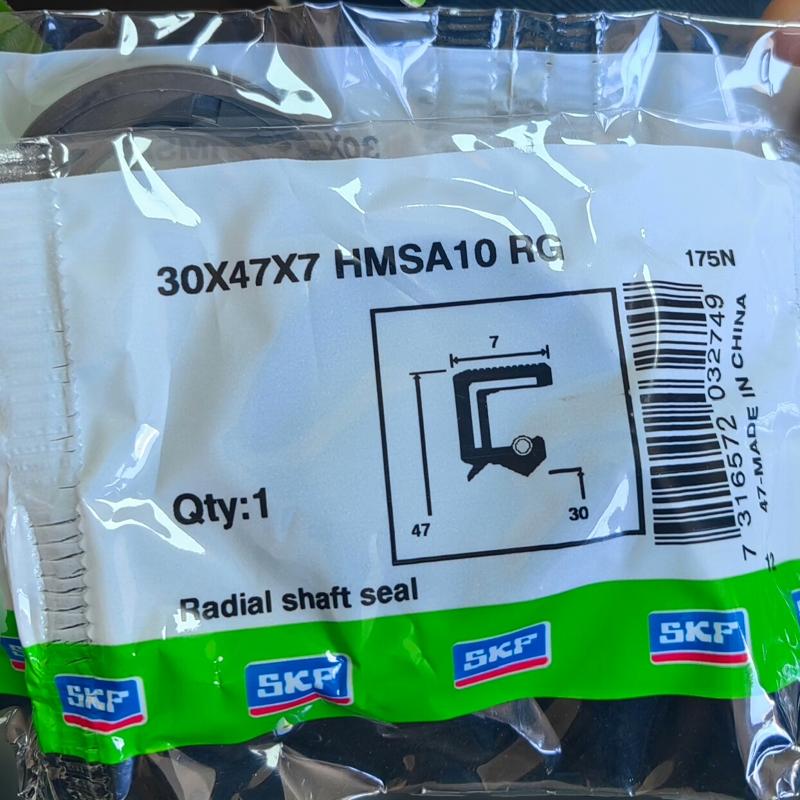 30X47X7 HMSA10 RG
175N
7
47
30
7 316572 032749
47-MADE IN CHINA
Qty:1
Radial shaft seal
SKF
SKF
SKF
SKF